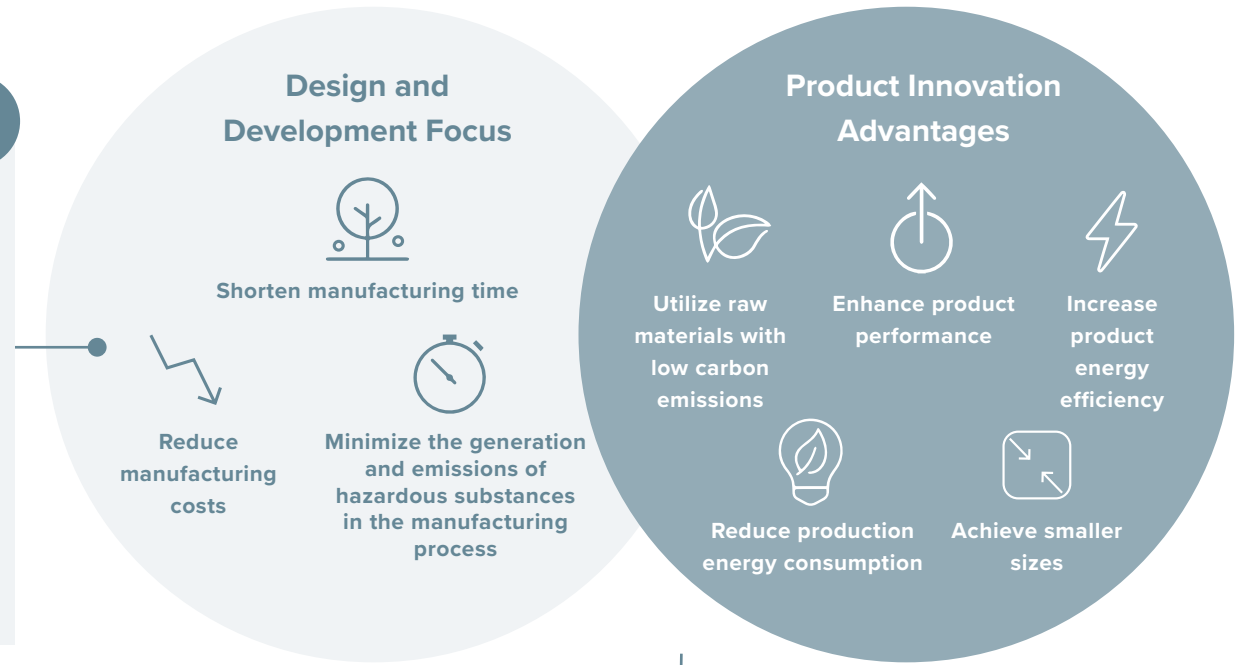 Design and
Development Focus
Shorten manufacturing time
Reduce
manufacturing
costs
Minimize the generation
and emissions of
hazardous substances
in the manufacturing
process
Product Innovation
Advantages
Utilize raw
materials with
low carbon
emissions
Enhance product
performance
Increase
product
energy
efficiency
Reduce production
energy consumption
Achieve smaller
sizes